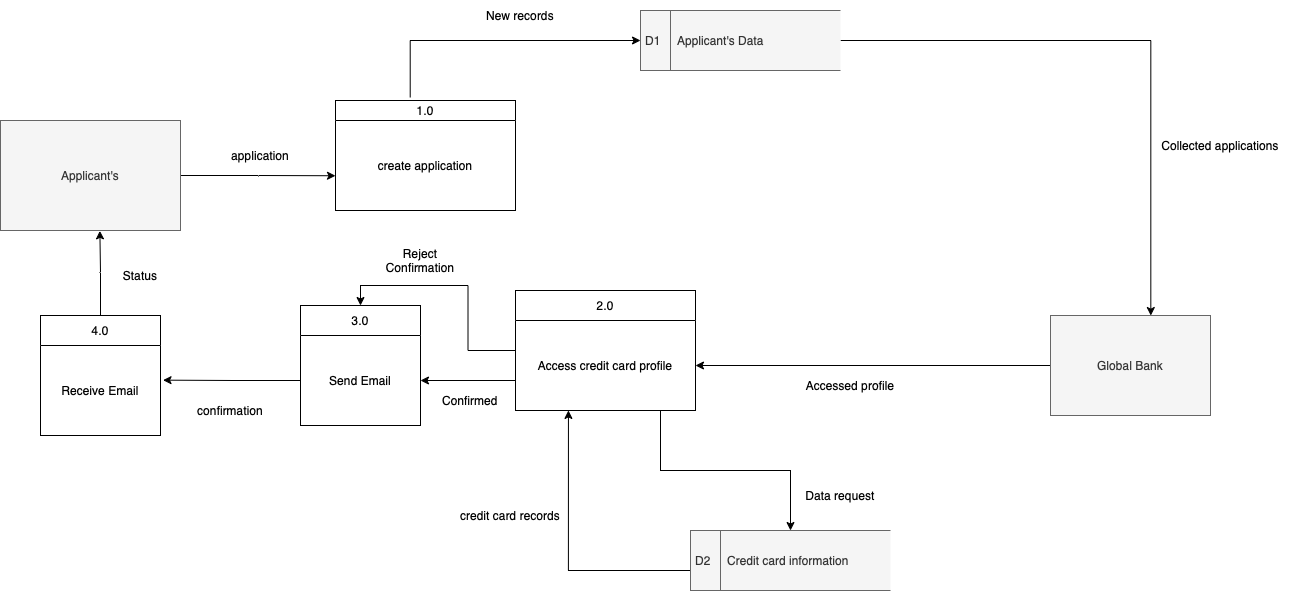 New records
D1
Applicant's Data
1.0
create application
application
Applicant's
Collected applications
Reject
Confirmation
Status
2.0
3.0
4.0
Access credit card profile
Global Bank
Send Email
Receive Email
Accessed profile
Confirmed
confirmation
Data request
credit card records
D2
Credit card information